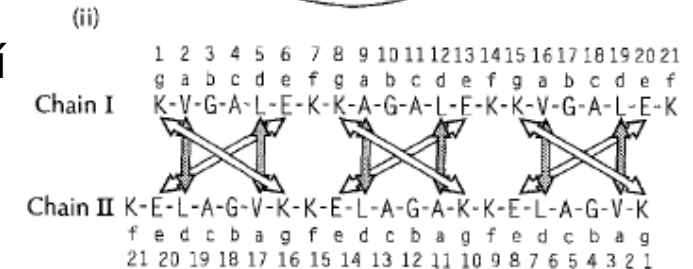 (ii)
í
1 2 3 4 5 6 7 8 9 10 11 12 13 14 15 16 17 18 19 20 21
g a b c d e f g a b c d e f g a b c d e f
Chain I K-V-G-A-L-E-K-K-A-G-A-L-E-K-K-V-G-A-L-E-K
Chain II K-E-L-A-G-V-K-K-E-L-A-G-A-K-K-E-L-A-G-V-K
f e d c b a g f e d c b a g f e d c b a g
21 20 19 18 17 16 15 14 13 12 11 10 9 8 7 6 5 4 3 2 1